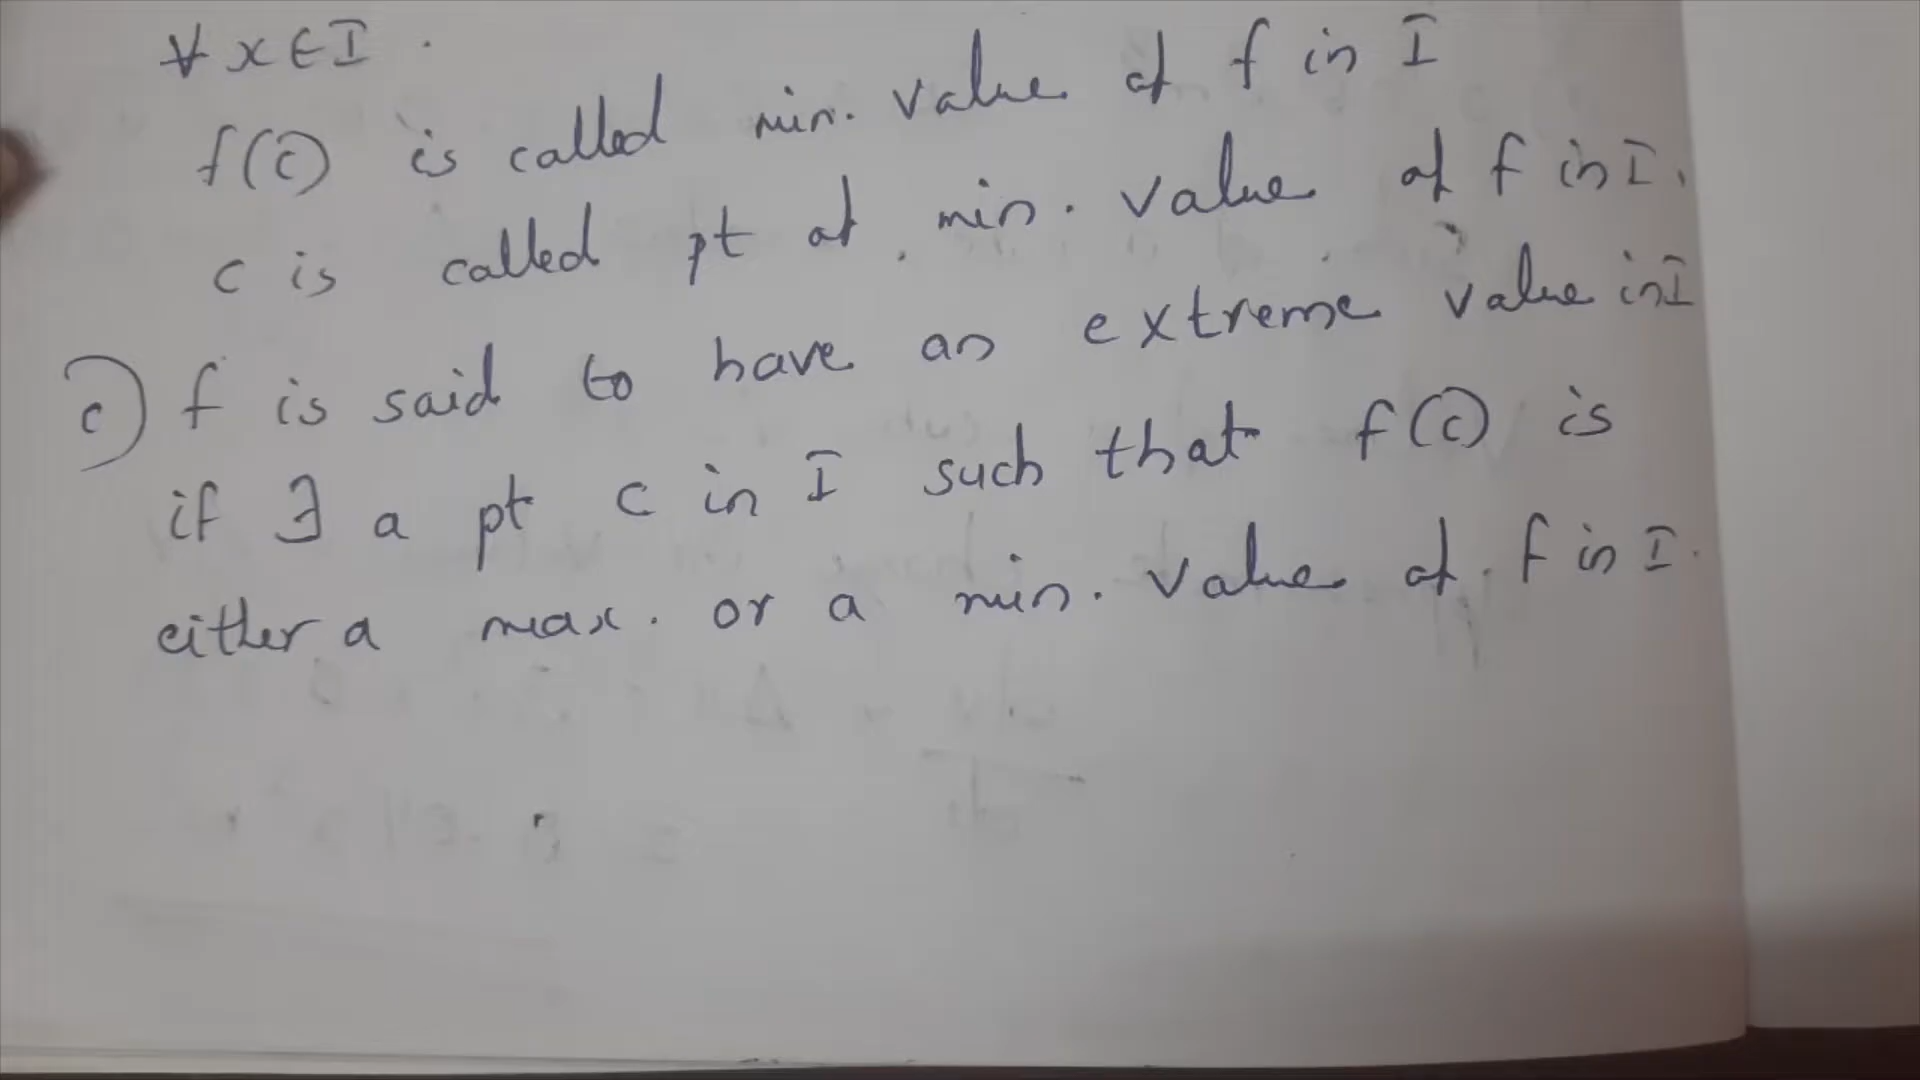 ∀ x ∈ I .
f(c) is called min. value of f in I
c is called pt of min. value of f in I.
c) f is said to have an extreme value in I
if ∃ a pt c in I such that f(c) is
either a max. or a min. value of f in I.